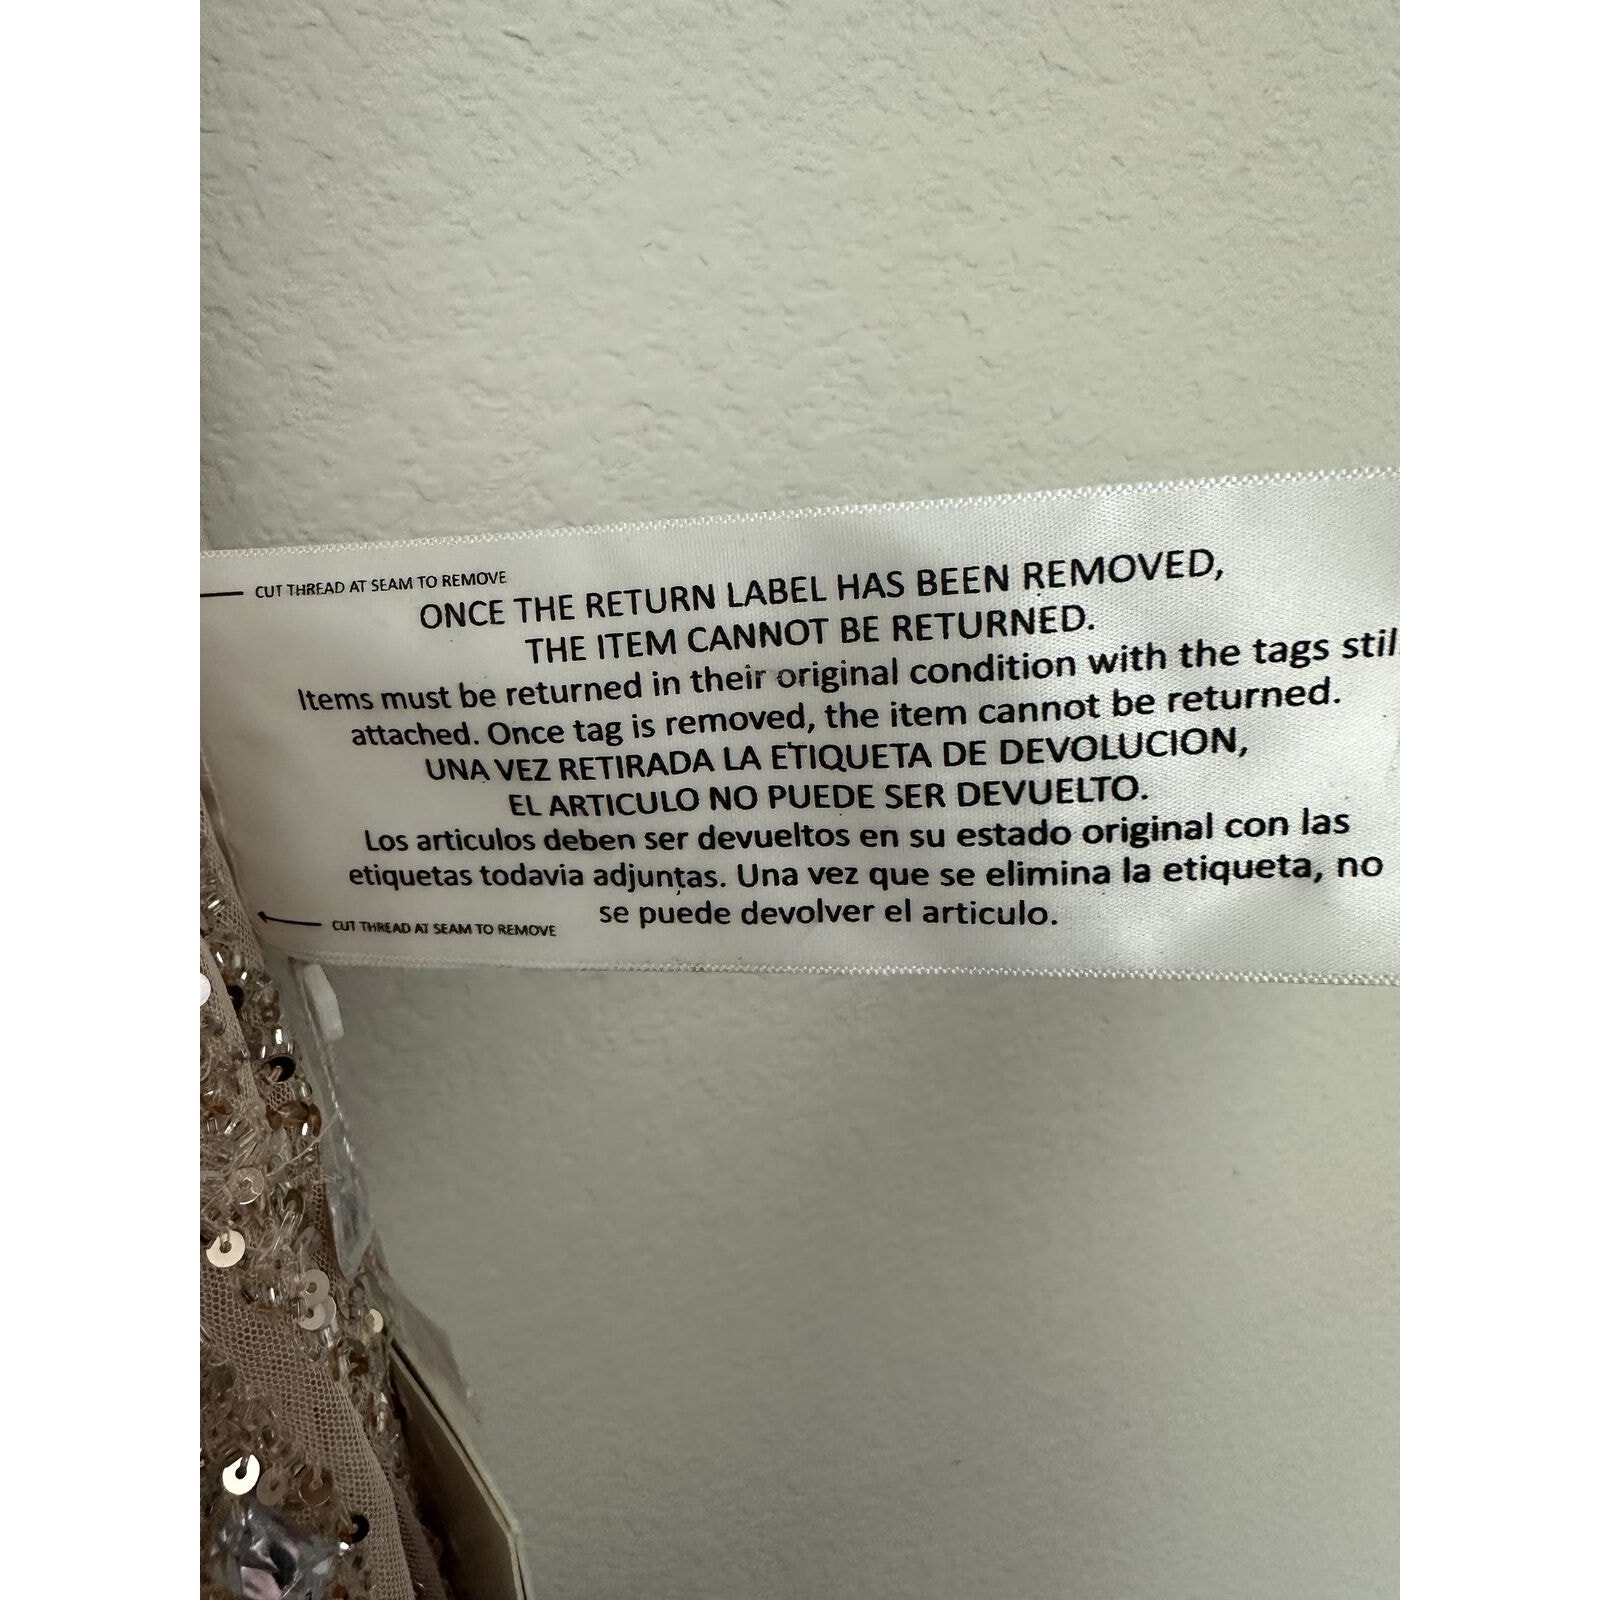 CUT THREAD AT SEAM TO REMOVE
ONCE THE RETURN LABEL HAS BEEN REMOVED,
THE ITEM CANNOT BE RETURNED.
Items must be returned in their original condition with the tags stil
attached. Once tag is removed, the item cannot be returned.
UNA VEZ RETIRADA LA ETIQUETA DE DEVOLUCION,
EL ARTICULO NO PUEDE SER DEVUELTO.
Los articulos deben ser devueltos en su estado original con las
etiquetas todavia adjuntas. Una vez que se elimina la etiqueta, no
se puede devolver el articulo.
CUT THREAD AT SEAM TO REMOVE